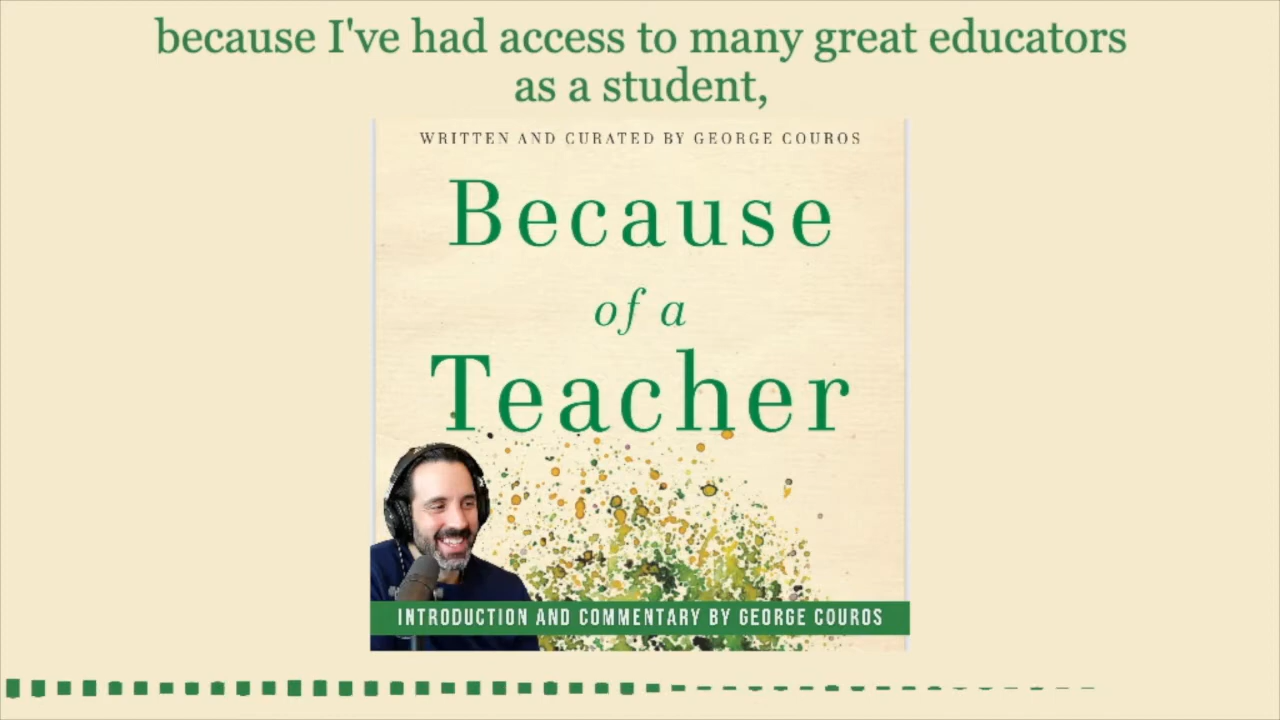 because I've had access to many great educators
as a student,
WRITTEN AND CURATED BY GEORGE COUROS
Because
of a
Teacher
INTRODUCTION AND COMMENTARY BY GEORGE COUROS